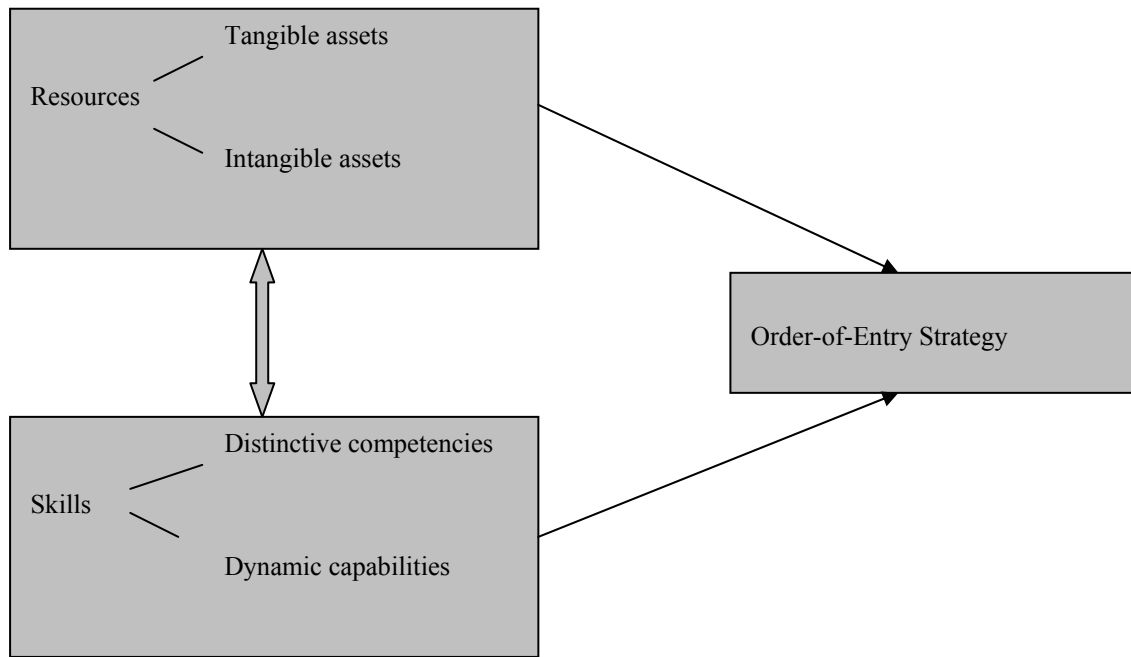 Tangible assets
Resources
Intangible assets
Order-of-Entry Strategy
Distinctive competencies
Skills
Dynamic capabilities